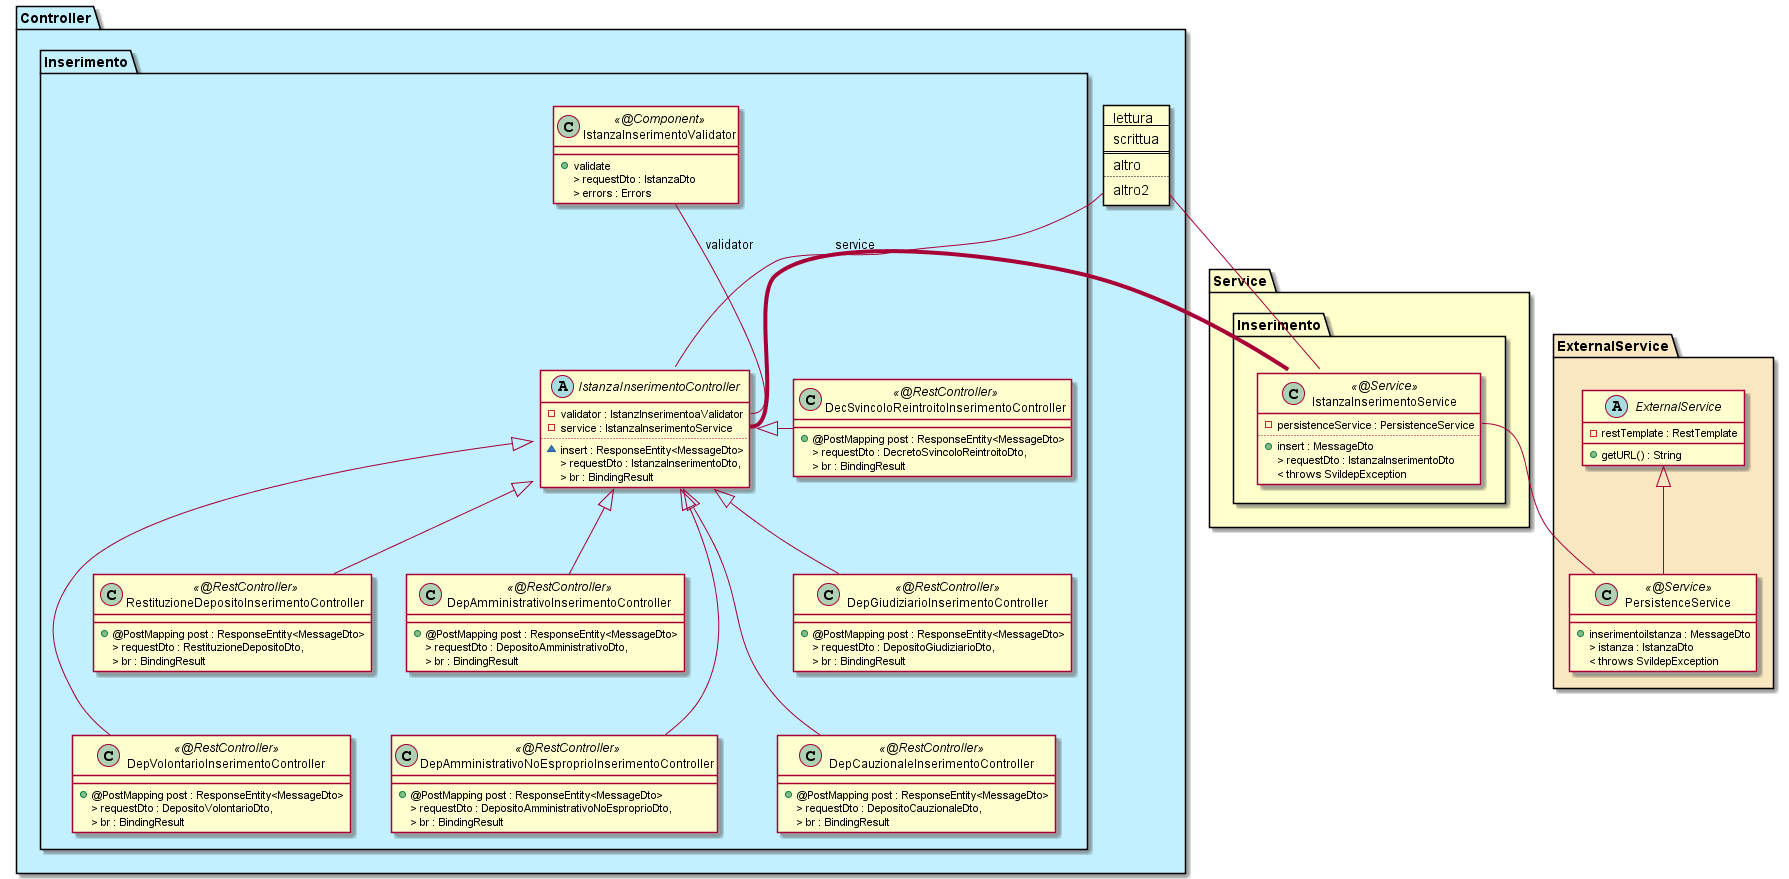 Controller
Inserimento
«@Component»
C
IstanzaInserimentoValidator
validate
> requestDto : IstanzaDto
> errors : Errors
lettura
scrittua
altro
altro2
validator
service
Service
Inserimento
C
«@Service»
IstanzaInserimentoService
persistenceService : PersistenceService
insert : MessageDto
> requestDto : IstanzaInserimentoDto
< throws SvildepException
ExternalService
A
ExternalService
restTemplate : RestTemplate
getURL() : String
A
IstanzaInserimentoController
validator : IstanzInserimentoaValidator
service : IstanzaInserimentoService
insert : ResponseEntity<MessageDto>
> requestDto : IstanzaInserimentoDto,
> br : BindingResult
C
«@RestController»
DecSvincoloReintroitoInserimentoController
@PostMapping post : ResponseEntity<MessageDto>
> requestDto : DecretoSvincoloReintroitoDto,
> br : BindingResult
C
«@RestController»
RestituzioneDepositoInserimentoController
@PostMapping post : ResponseEntity<MessageDto>
> requestDto : RestituzioneDepositoDto,
> br : BindingResult
C
«@RestController»
DepAmministrativoInserimentoController
@PostMapping post : ResponseEntity<MessageDto>
> requestDto : DepositoAmministrativoDto,
> br : BindingResult
C
«@RestController»
DepGiudiziarioInserimentoController
@PostMapping post : ResponseEntity<MessageDto>
> requestDto : DepositoGiudiziarioDto,
> br : BindingResult
C
«@Service»
PersistenceService
inserimentoiIstanza : MessageDto
> istanza : IstanzaDto
< throws SvildepException
C
«@RestController»
DepVolontarioInserimentoController
@PostMapping post : ResponseEntity<MessageDto>
> requestDto : DepositoVolontarioDto,
> br : BindingResult
C
«@RestController»
DepAmministrativoNoEsproprioInserimentoController
@PostMapping post : ResponseEntity<MessageDto>
> requestDto : DepositoAmministrativoNoEsproprioDto,
> br : BindingResult
C
«@RestController»
DepCauzionaleInserimentoController
@PostMapping post : ResponseEntity<MessageDto>
> requestDto : DepositoCauzionaleDto,
> br : BindingResult